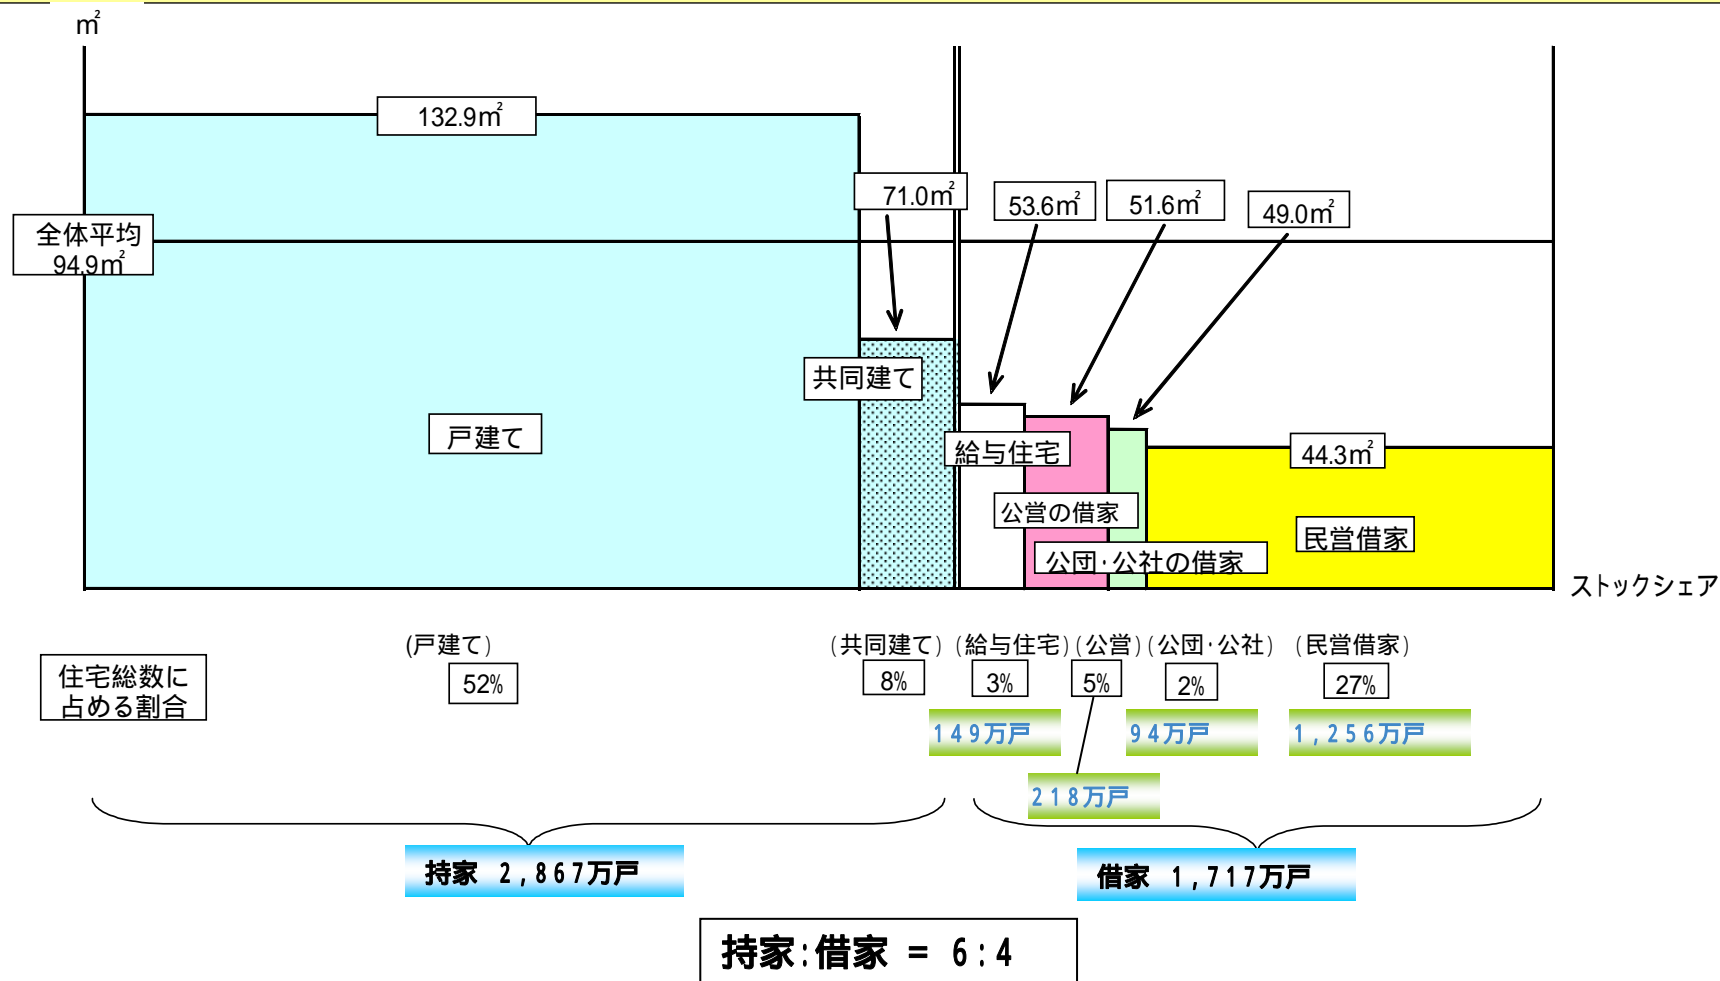 ㎡
132.9㎡
71.0㎡
53.6㎡
51.6㎡
49.0㎡
全体平均
94.9㎡
共同建て
戸建て
給与住宅
44.3㎡
公営の借家
民営借家
公団・公社の借家
ストックシェア
(戸建て)
(共同建て)
(給与住宅)
(公営)
(公団・公社)
(民営借家)
住宅総数に
占める割合
52%
8%
3%
5%
2%
27%
149万戸
94万戸
1,256万戸
218万戸
持家 2,867万戸
借家 1,717万戸
持家:借家 = 6:4